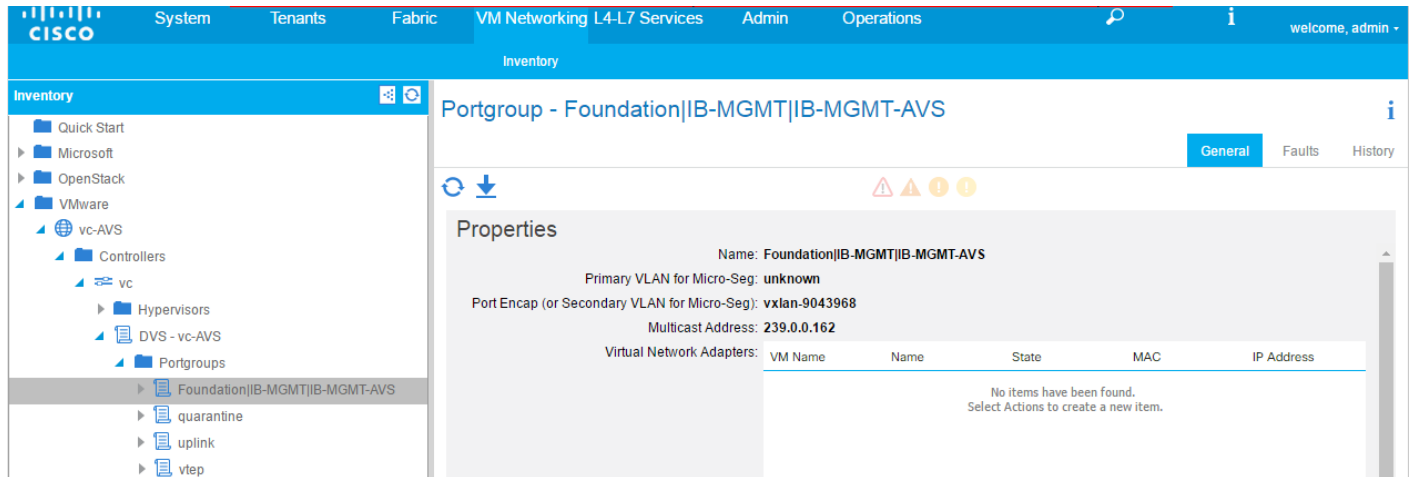 CISCO
System Tenants Fabric VM Networking L4-L7 Services Admin Operations i welcome, admin
Inventory
Inventory
Quick Start
Microsoft
OpenStack
VMware
vc-AVS
Controllers
vc
Hypervisors
DVS - vc-AVS
Portgroups
Foundation|IB-MGMT|IB-MGMT-AVS
quarantine
uplink
vtep
Portgroup - Foundation|IB-MGMT|IB-MGMT-AVS i
General Faults History
Properties
Name: Foundation|IB-MGMT|IB-MGMT-AVS
Primary VLAN for Micro-Seg: unknown
Port Encap (or Secondary VLAN for Micro-Seg): vxlan-9043968
Multicast Address: 239.0.0.162
Virtual Network Adapters: VM Name Name State MAC IP Address
No items have been found.
Select Actions to create a new item.